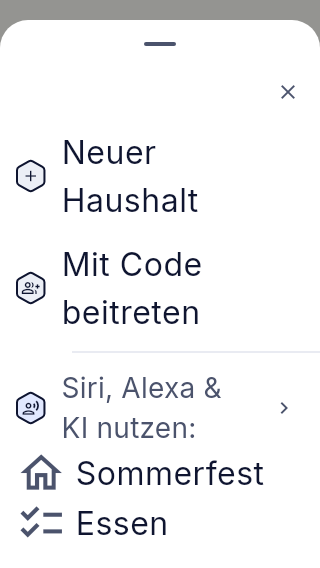 Neuer
Haushalt
Mit Code
beitreten
Siri, Alexa &
KI nutzen:
Sommerfest
Essen